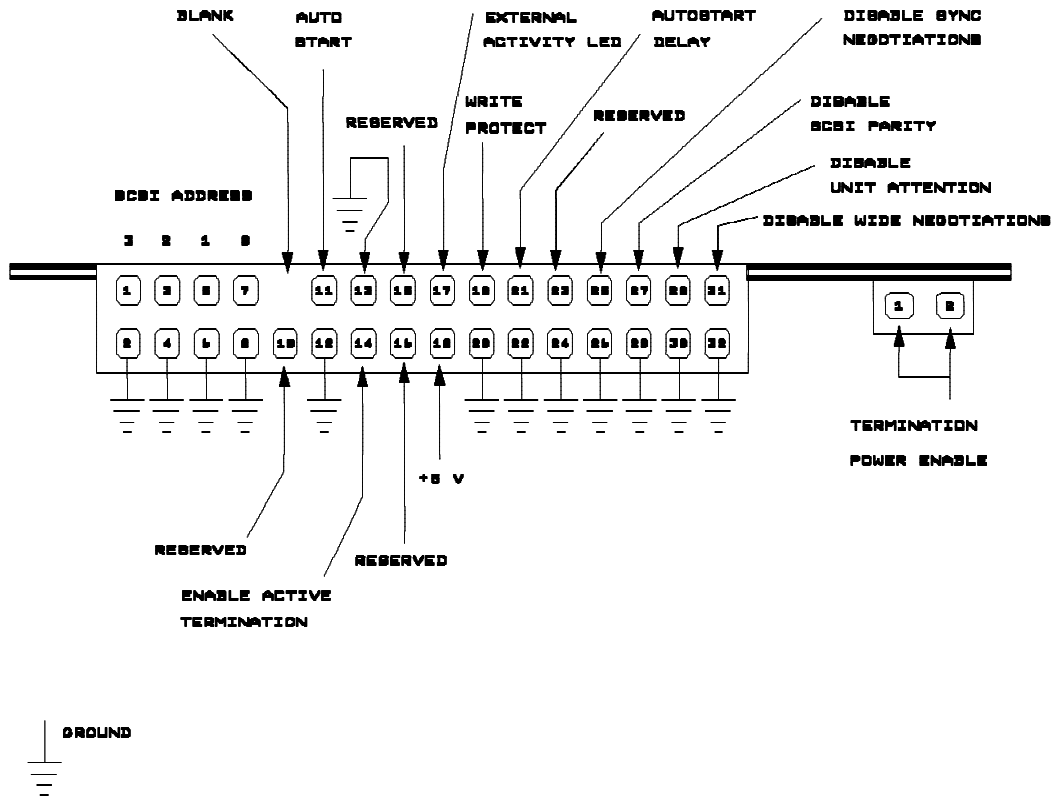 BLANK
AUTO
START
EXTERNAL
ACTIVITY LED
AUTOSTART
DELAY
DISABLE SYNC
NEGOTIATIONS
RESERVED
WRITE
PROTECT
RESERVED
DISABLE
SCSI PARITY
DISABLE
UNIT ATTENTION
SCSI ADDRESS
DISABLE WIDE NEGOTIATIONS
3 2 1 0
1 3 5 7 11 13 15 17 19 21 23 25 27 29 31
1 2
2 4 6 8 10 12 14 16 18 20 22 24 26 28 30 32
TERMINATION
POWER ENABLE
+5 V
RESERVED
RESERVED
ENABLE ACTIVE
TERMINATION
GROUND